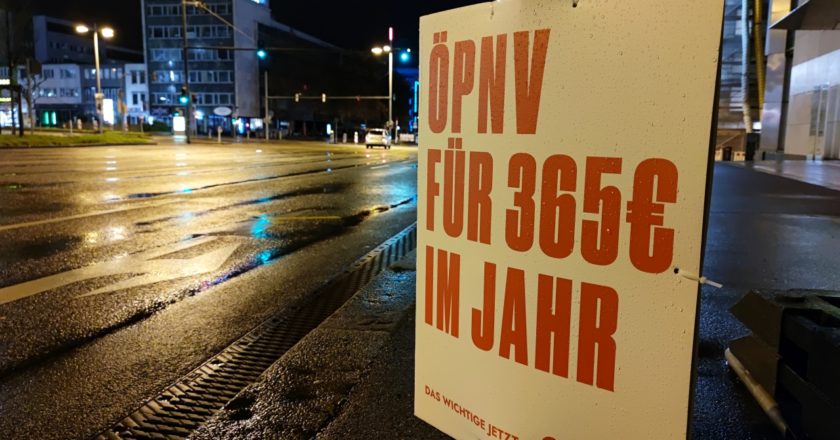 ÖPNV
FÜR 365€
IM JAHR
DAS WICHTIGE JETZT